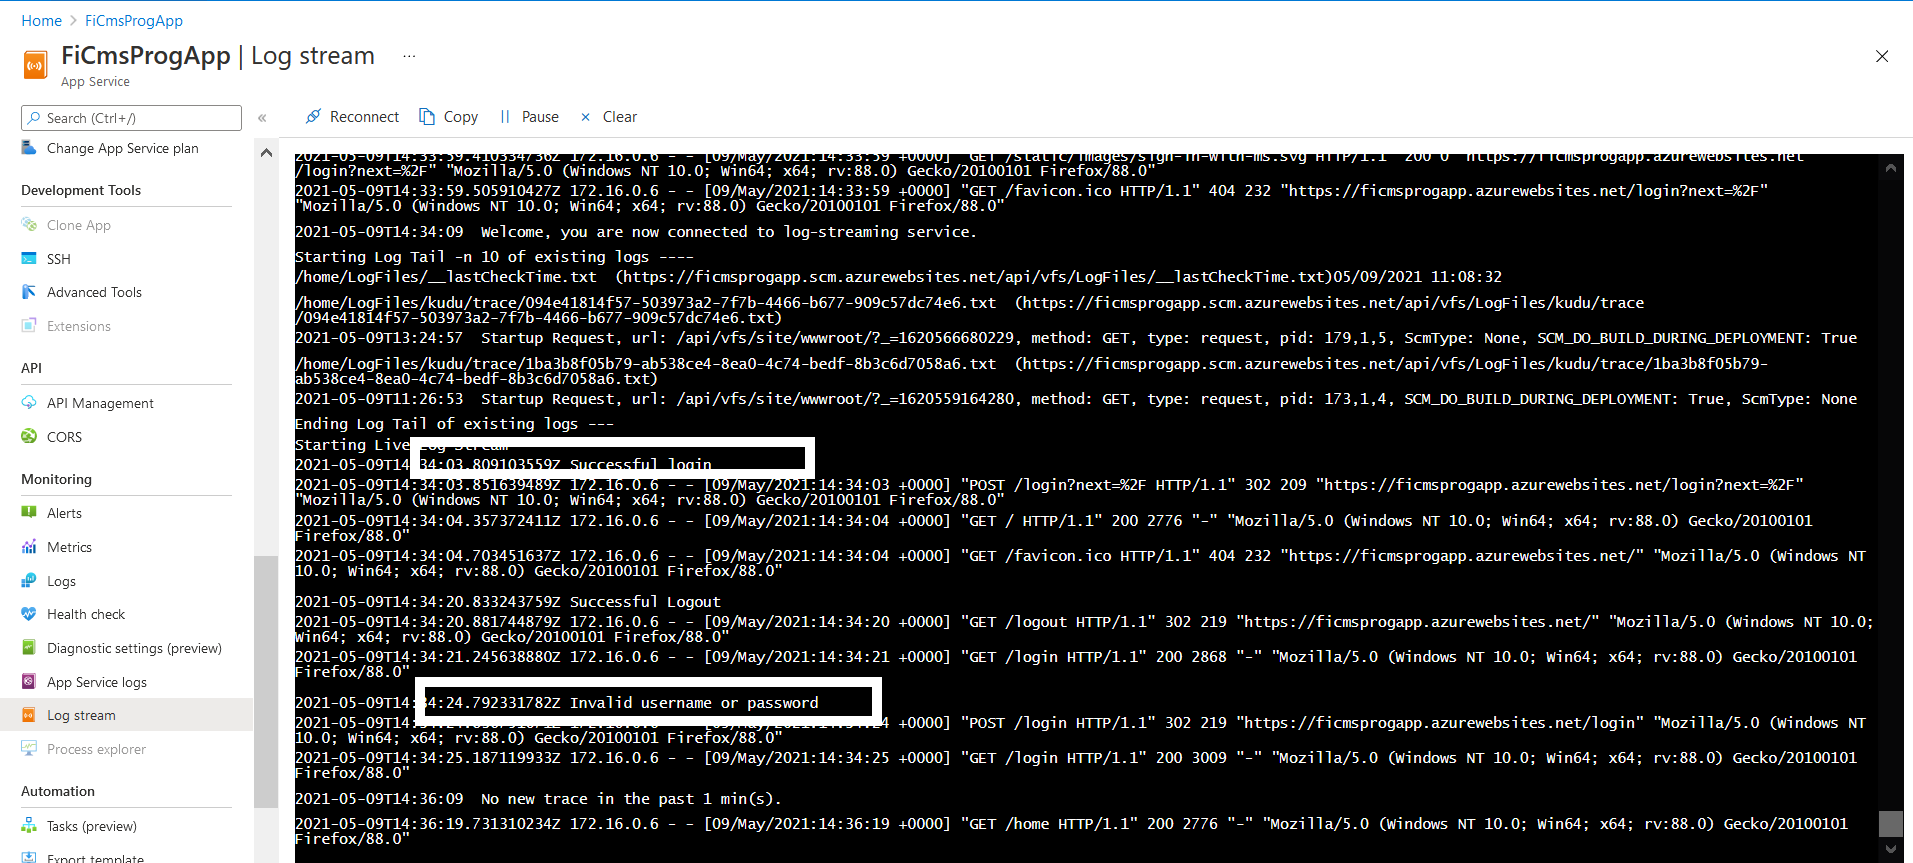 Home > FiCmsProgApp
FiCmsProgApp | Log stream ...
App Service
Search (Ctrl+/)
«
Reconnect Copy Pause Clear
Change App Service plan
Development Tools
Clone App
SSH
Advanced Tools
Extensions
API
API Management
CORS
Monitoring
Alerts
Metrics
Logs
Health check
Diagnostic settings (preview)
App Service logs
Log stream
Process explorer
Automation
Tasks (preview)
Export template
2021-05-09T14:33:59.410334736Z 172.16.0.6 - - [09/May/2021:14:33:59 +0000] "GET /static/images/sign-in-with-ms.svg HTTP/1.1" 200 0 "https://ficmsprogapp.azurewebsites.net
/login?next=%2F" "Mozilla/5.0 (Windows NT 10.0; Win64; x64; rv:88.0) Gecko/20100101 Firefox/88.0"
2021-05-09T14:33:59.505910427Z 172.16.0.6 - - [09/May/2021:14:33:59 +0000] "GET /favicon.ico HTTP/1.1" 404 232 "https://ficmsprogapp.azurewebsites.net/login?next=%2F"
"Mozilla/5.0 (Windows NT 10.0; Win64; x64; rv:88.0) Gecko/20100101 Firefox/88.0"
2021-05-09T14:34:09 Welcome, you are now connected to log-streaming service.
Starting Log Tail -n 10 of existing logs ----
/home/LogFiles/__lastCheckTime.txt (https://ficmsprogapp.scm.azurewebsites.net/api/vfs/LogFiles/__lastCheckTime.txt)05/09/2021 11:08:32
/home/LogFiles/kudu/trace/094e41814f57-503973a2-7f7b-4466-b677-909c57dc74e6.txt (https://ficmsprogapp.scm.azurewebsites.net/api/vfs/LogFiles/kudu/trace
/094e41814f57-503973a2-7f7b-4466-b677-909c57dc74e6.txt)
2021-05-09T13:24:57 Startup Request, url: /api/vfs/site/wwwroot/?_=1620566680229, method: GET, type: request, pid: 179,1,5, ScmType: None, SCM_DO_BUILD_DURING_DEPLOYMENT: True
/home/LogFiles/kudu/trace/1ba3b8f05b79-ab538ce4-8ea0-4c74-bedf-8b3c6d7058a6.txt (https://ficmsprogapp.scm.azurewebsites.net/api/vfs/LogFiles/kudu/trace/1ba3b8f05b79-
ab538ce4-8ea0-4c74-bedf-8b3c6d7058a6.txt)
2021-05-09T11:26:53 Startup Request, url: /api/vfs/site/wwwroot/?_=1620559164280, method: GET, type: request, pid: 173,1,4, SCM_DO_BUILD_DURING_DEPLOYMENT: True, ScmType: None
Ending Log Tail of existing logs ---
Starting Live Log Stream
2021-05-09T14:34:03.809103559Z Successful login
2021-05-09T14:34:03.851639489Z 172.16.0.6 - - [09/May/2021:14:34:03 +0000] "POST /login?next=%2F HTTP/1.1" 302 209 "https://ficmsprogapp.azurewebsites.net/login?next=%2F"
"Mozilla/5.0 (Windows NT 10.0; Win64; x64; rv:88.0) Gecko/20100101 Firefox/88.0"
2021-05-09T14:34:04.357372411Z 172.16.0.6 - - [09/May/2021:14:34:04 +0000] "GET / HTTP/1.1" 200 2776 "-" "Mozilla/5.0 (Windows NT 10.0; Win64; x64; rv:88.0) Gecko/20100101
Firefox/88.0"
2021-05-09T14:34:04.703451637Z 172.16.0.6 - - [09/May/2021:14:34:04 +0000] "GET /favicon.ico HTTP/1.1" 404 232 "https://ficmsprogapp.azurewebsites.net/" "Mozilla/5.0 (Windows NT
10.0; Win64; x64; rv:88.0) Gecko/20100101 Firefox/88.0"
2021-05-09T14:34:20.833243759Z Successful Logout
2021-05-09T14:34:20.881744879Z 172.16.0.6 - - [09/May/2021:14:34:20 +0000] "GET /logout HTTP/1.1" 302 219 "https://ficmsprogapp.azurewebsites.net/" "Mozilla/5.0 (Windows NT 10.0;
Win64; x64; rv:88.0) Gecko/20100101 Firefox/88.0"
2021-05-09T14:34:21.245638880Z 172.16.0.6 - - [09/May/2021:14:34:21 +0000] "GET /login HTTP/1.1" 200 2868 "-" "Mozilla/5.0 (Windows NT 10.0; Win64; x64; rv:88.0) Gecko/20100101
Firefox/88.0"
2021-05-09T14:34:24.792331782Z Invalid username or password
+0000] "POST /login HTTP/1.1" 302 219 "https://ficmsprogapp.azurewebsites.net/login" "Mozilla/5.0 (Windows NT
10.0; Win64; x64; rv:88.0) Gecko/20100101 Firefox/88.0"
2021-05-09T14:34:25.187119933Z 172.16.0.6 - - [09/May/2021:14:34:25 +0000] "GET /login HTTP/1.1" 200 3009 "-" "Mozilla/5.0 (Windows NT 10.0; Win64; x64; rv:88.0) Gecko/20100101
Firefox/88.0"
2021-05-09T14:36:09 No new trace in the past 1 min(s).
2021-05-09T14:36:19.731310234Z 172.16.0.6 - - [09/May/2021:14:36:19 +0000] "GET /home HTTP/1.1" 200 2776 "-" "Mozilla/5.0 (Windows NT 10.0; Win64; x64; rv:88.0) Gecko/20100101
Firefox/88.0"